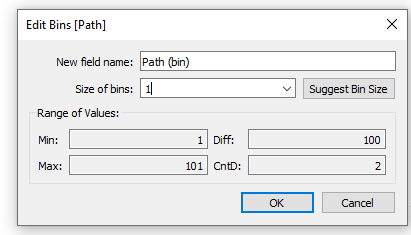 Edit Bins [Path]
New field name: Path (bin)
Size of bins: 1 Suggest Bin Size
Range of Values:
Min: 1 Diff: 100
Max: 101 CntD: 2
OK Cancel